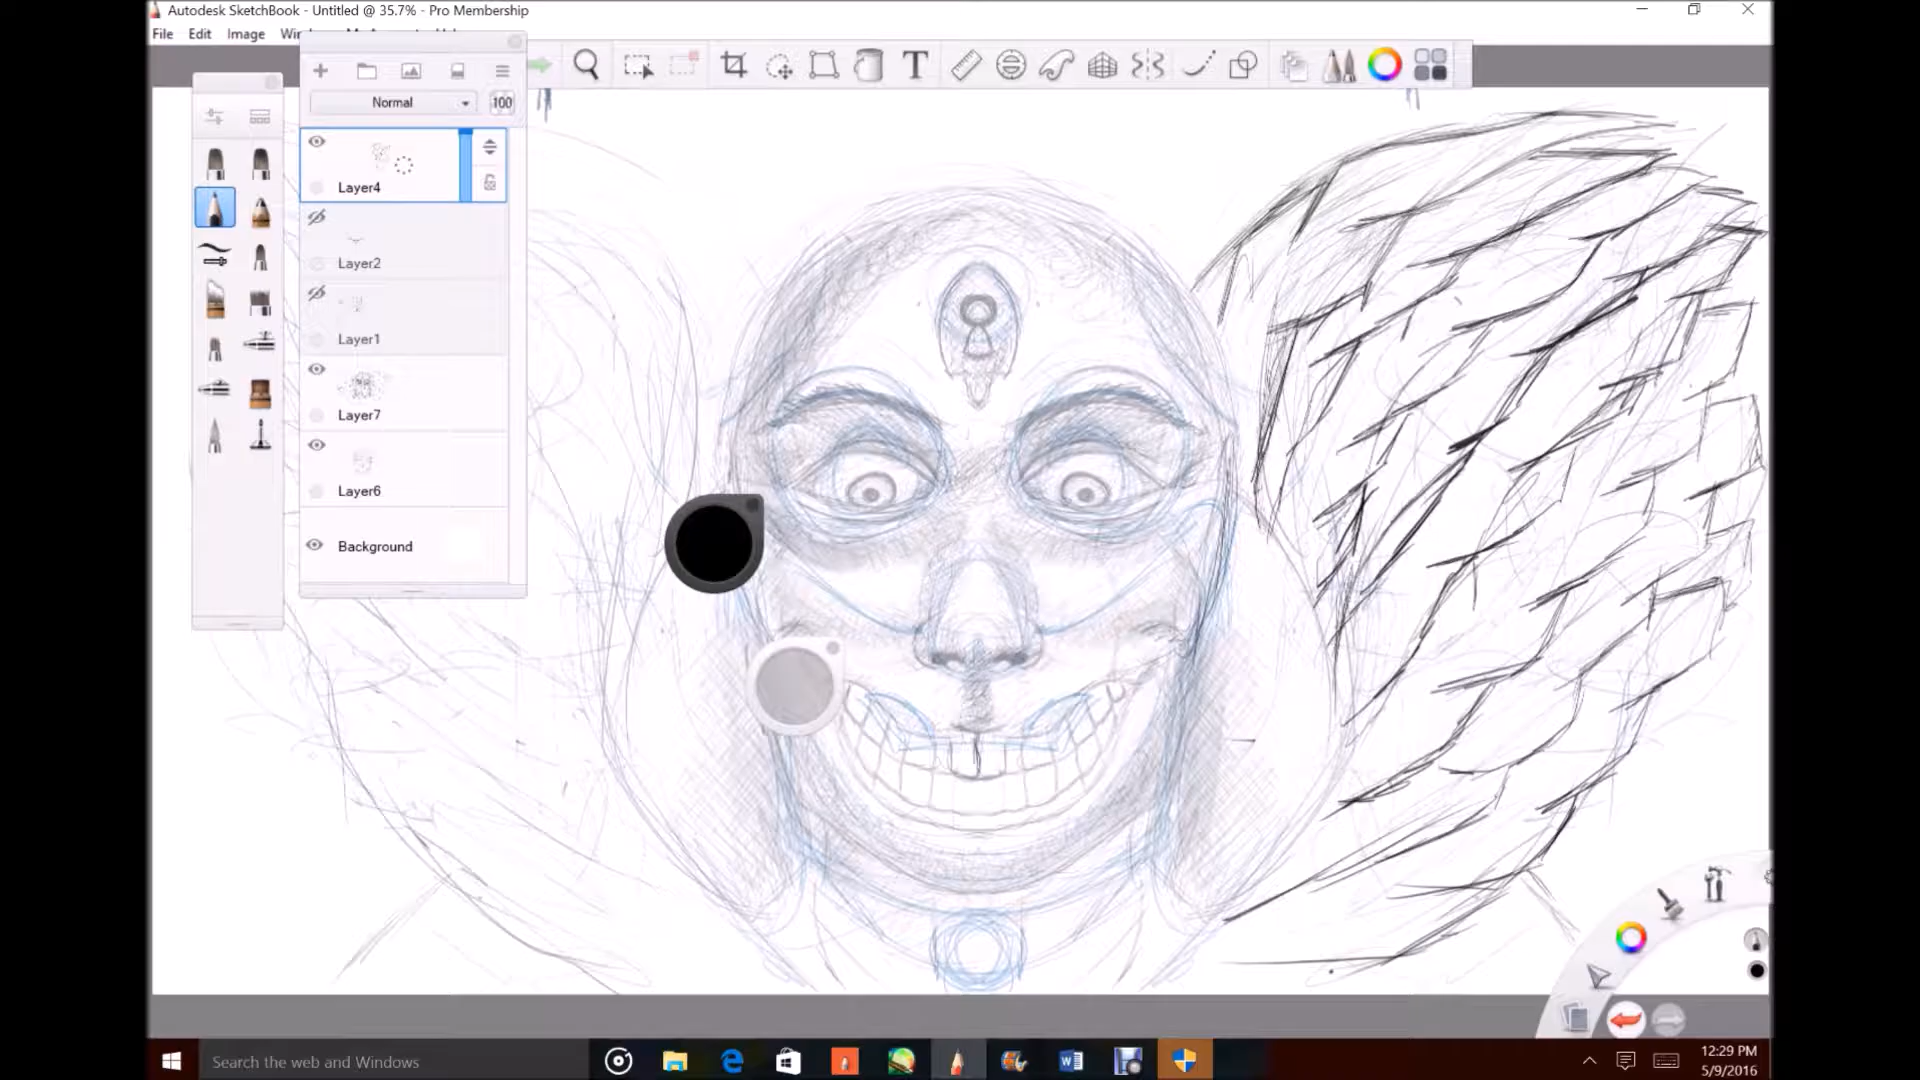 Autodesk SketchBook - Untitled @ 35.7% - Pro Membership
File Edit Image
Normal 100
Layer4
Layer2
Layer1
Layer7
Layer6
Background
Search the web and Windows
12:29 PM
5/9/2016